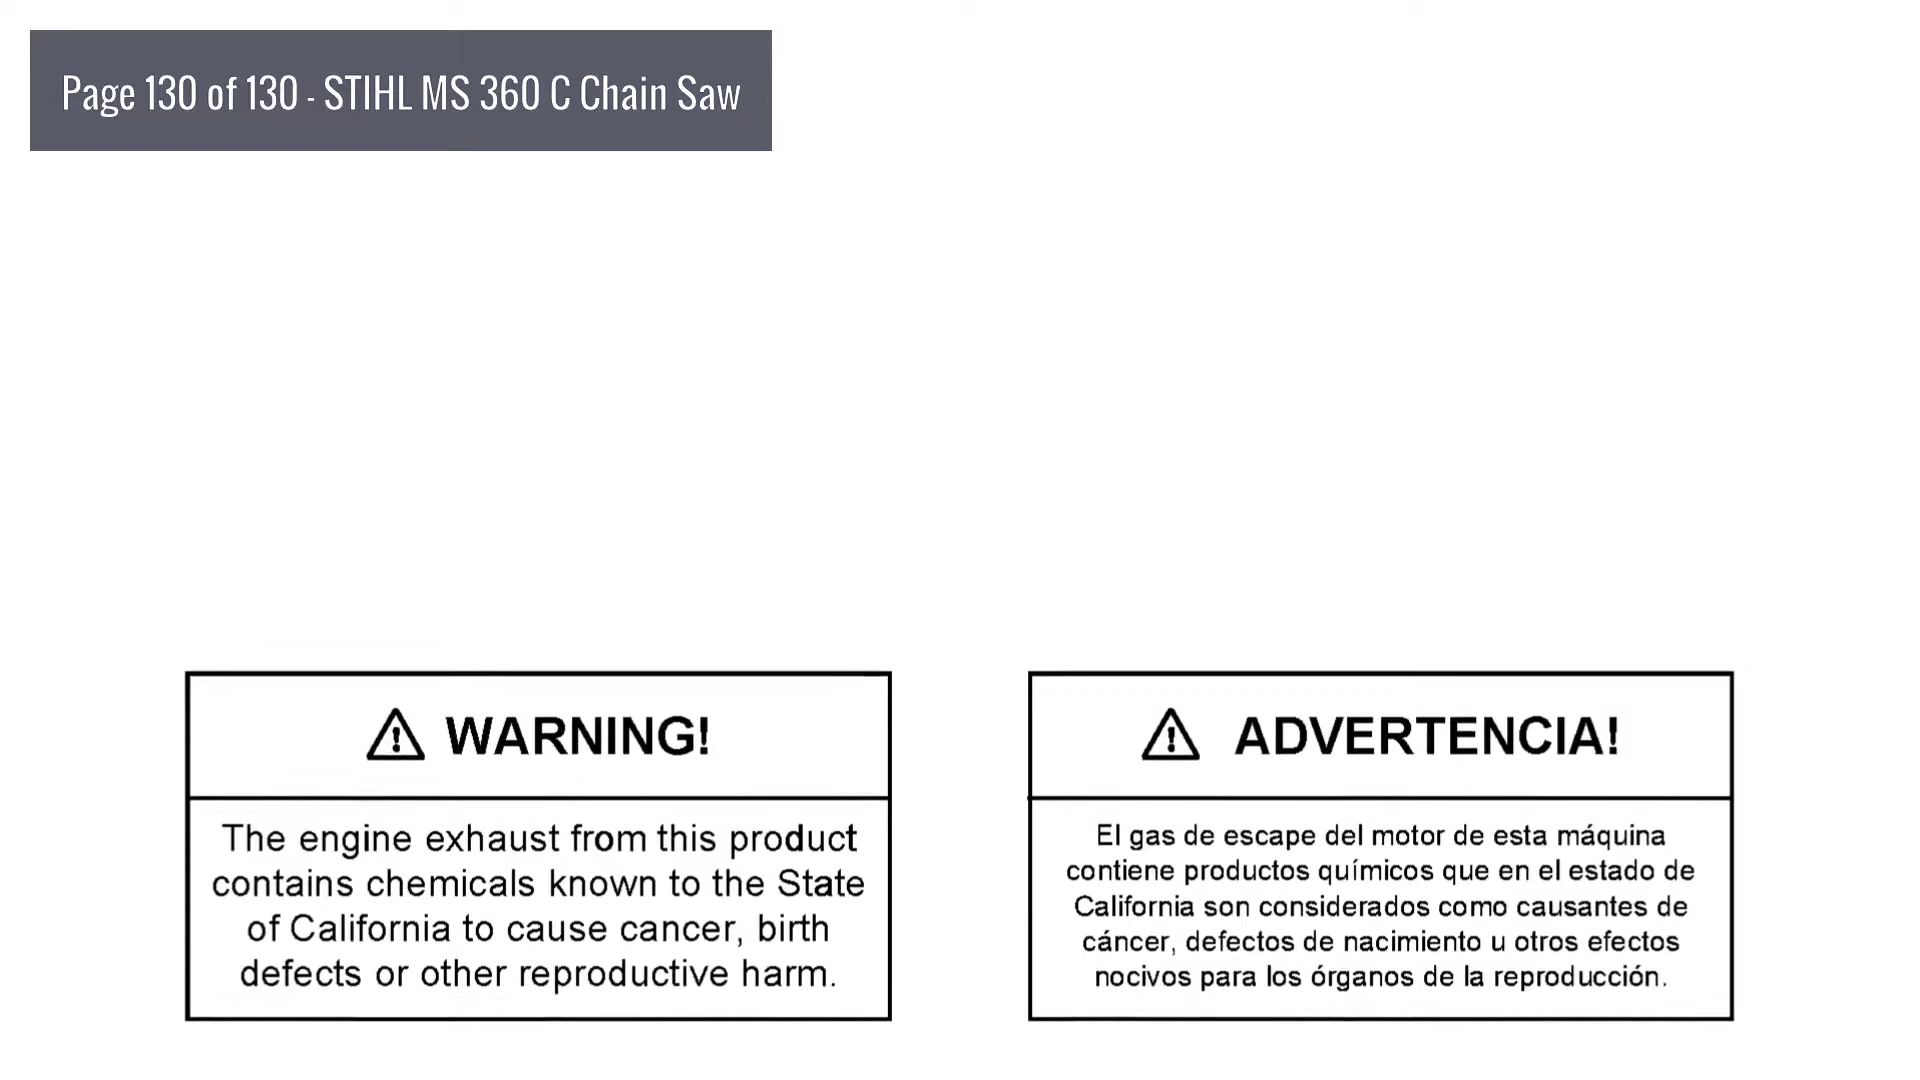 Page 130 of 130 - STIHL MS 360 C Chain Saw
WARNING!
The engine exhaust from this product
contains chemicals known to the State
of California to cause cancer, birth
defects or other reproductive harm.
ADVERTENCIA!
El gas de escape del motor de esta máquina
contiene productos químicos que en el estado de
California son considerados como causantes de
cáncer, defectos de nacimiento u otros efectos
nocivos para los órganos de la reproducción.